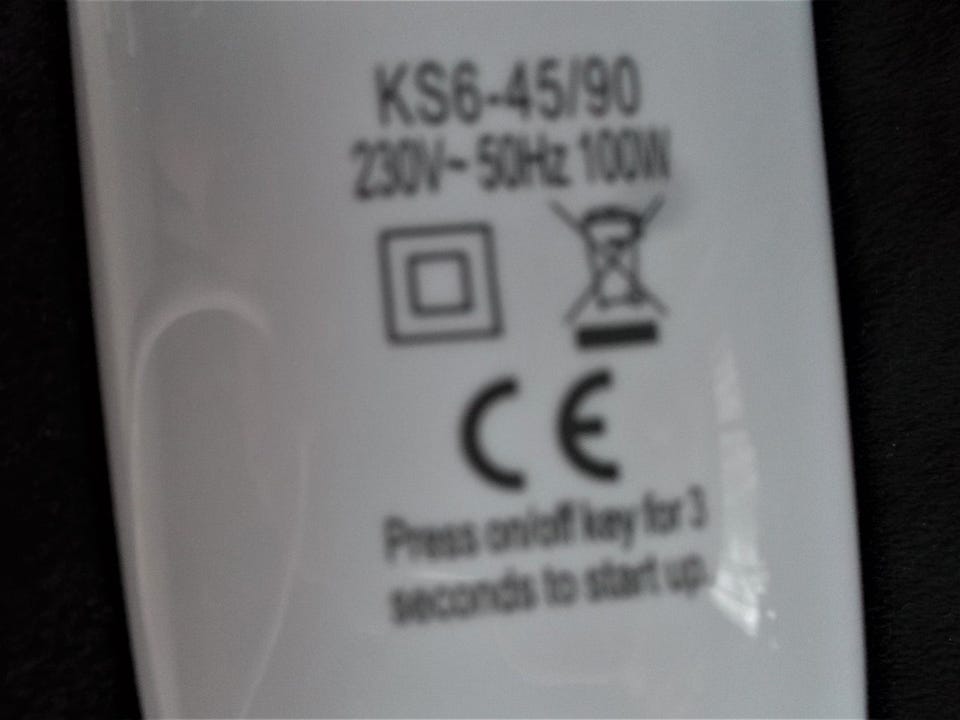 KS6-45/90
230V~ 50Hz 100W
CE
Press on/off key for 3
seconds to start up.